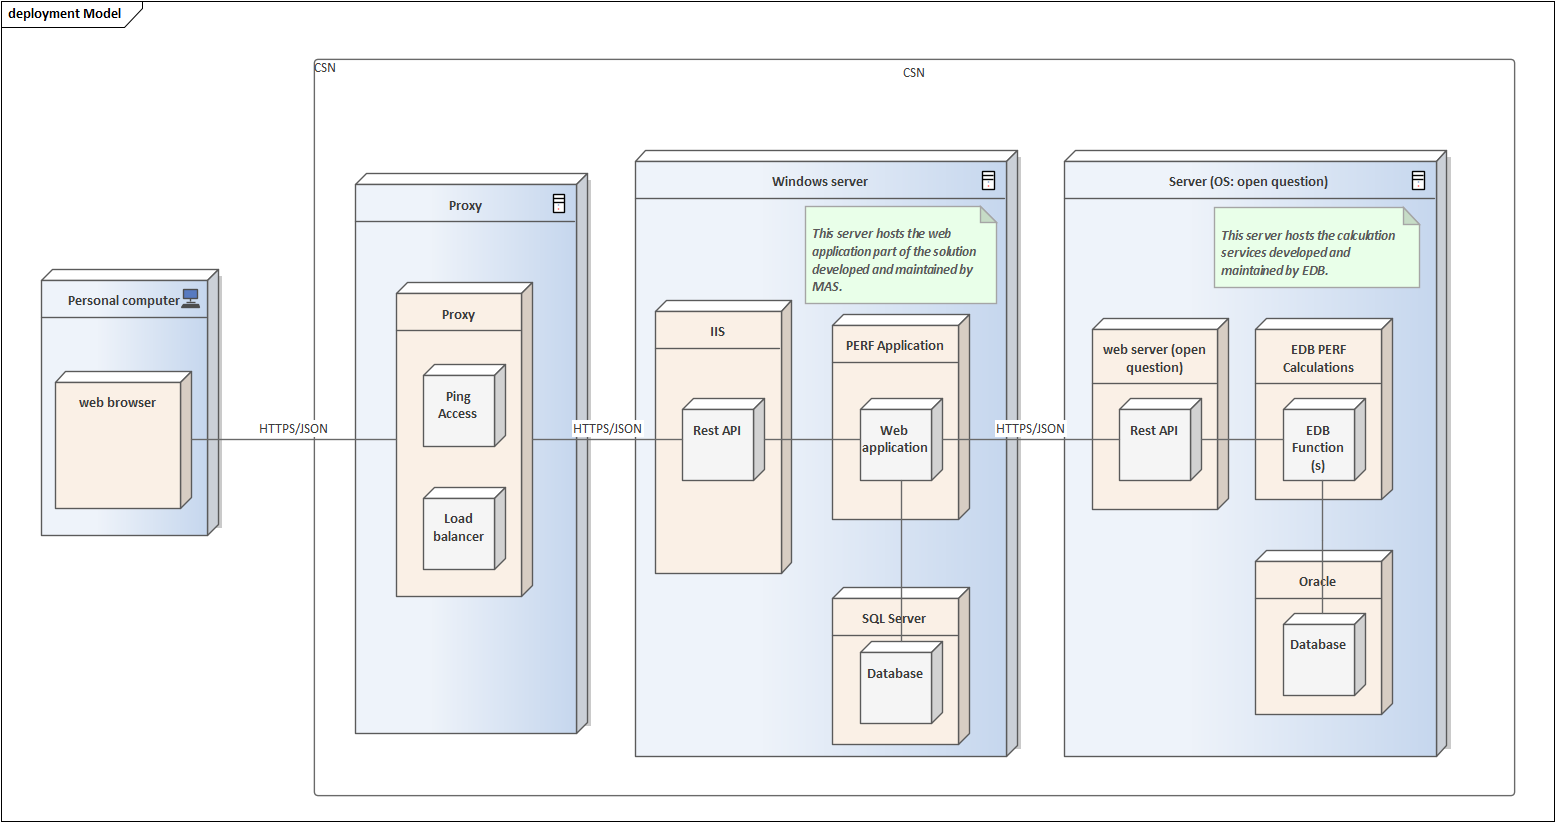 deployment Model
CSN
CSN
Personal computer
web browser
HTTPS/JSON
Proxy
Proxy
Ping
Access
Load
balancer
HTTPS/JSON
Windows server
This server hosts the web
application part of the solution
developed and maintained by
MAS.
IIS
Rest API
PERF Application
Web
application
SQL Server
Database
HTTPS/JSON
Server (OS: open question)
This server hosts the calculation
services developed and
maintained by EDB.
web server (open
question)
Rest API
EDB PERF
Calculations
EDB
Function
(s)
Oracle
Database